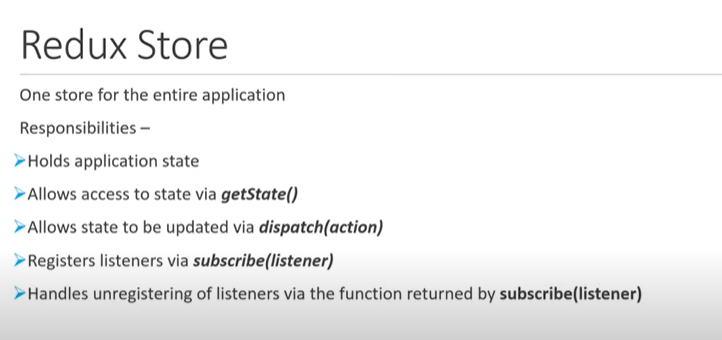 Redux Store
One store for the entire application
Responsibilities –
Holds application state
Allows access to state via getState()
Allows state to be updated via dispatch(action)
Registers listeners via subscribe(listener)
Handles unregistering of listeners via the function returned by subscribe(listener)